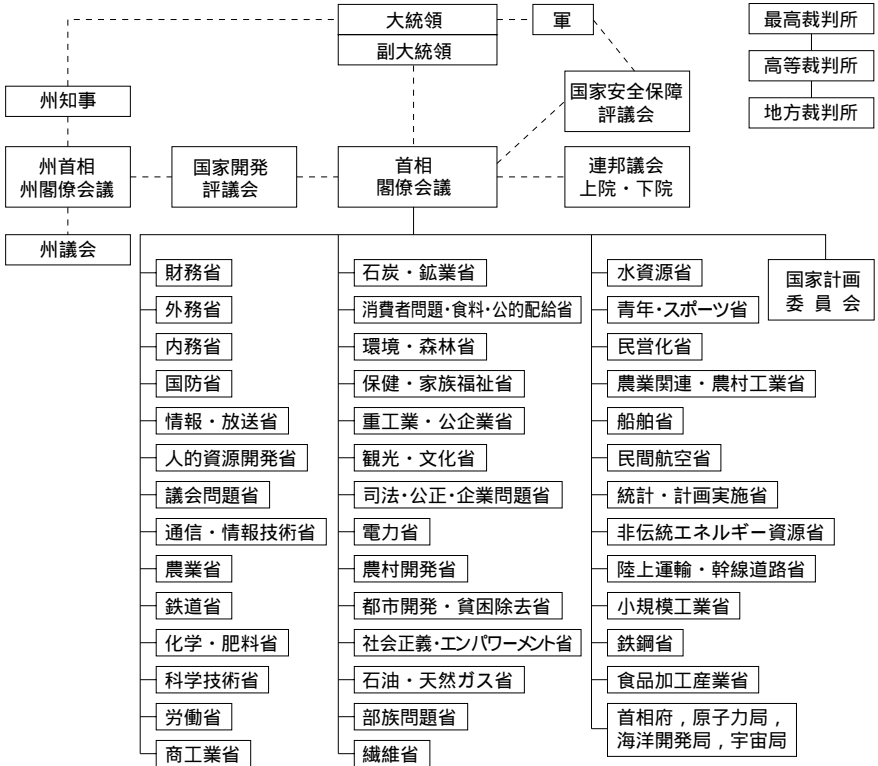 大統領
副大統領
軍
最高裁判所
高等裁判所
地方裁判所
国家安全保障
評議会
州知事
州首相
州閣僚会議
国家開発
評議会
首相
閣僚会議
連邦議会
上院・下院
州議会
財務省
外務省
内務省
国防省
情報・放送省
人的資源開発省
議会問題省
通信・情報技術省
農業省
鉄道省
化学・肥料省
科学技術省
労働省
商工業省
石炭・鉱業省
消費者問題・食料・公的配給省
環境・森林省
保健・家族福祉省
重工業・公企業省
観光・文化省
司法・公正・企業問題省
電力省
農村開発省
都市開発・貧困除去省
社会正義・エンパワーメント省
石油・天然ガス省
部族問題省
繊維省
水資源省
青年・スポーツ省
民営化省
農業関連・農村工業省
船舶省
民間航空省
統計・計画実施省
非伝統エネルギー資源省
陸上運輸・幹線道路省
小規模工業省
鉄鋼省
食品加工産業省
首相府，原子力局，
海洋開発局，宇宙局
国家計画
委員会